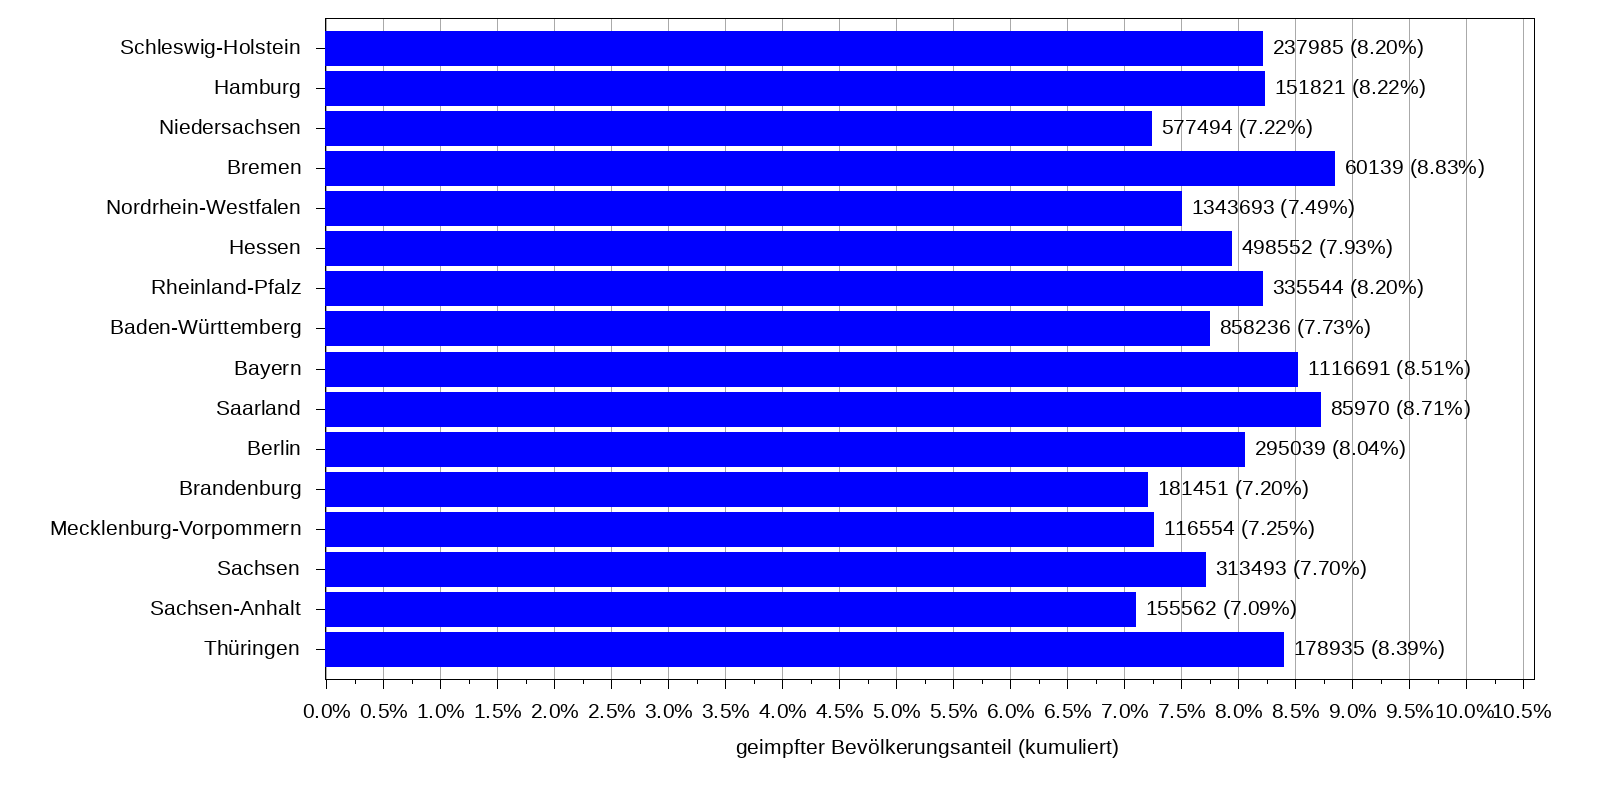 Schleswig-Holstein 237985 (8.20%)
Hamburg 151821 (8.22%)
Niedersachsen 577494 (7.22%)
Bremen 60139 (8.83%)
Nordrhein-Westfalen 1343693 (7.49%)
Hessen 498552 (7.93%)
Rheinland-Pfalz 335544 (8.20%)
Baden-Württemberg 858236 (7.73%)
Bayern 1116691 (8.51%)
Saarland 85970 (8.71%)
Berlin 295039 (8.04%)
Brandenburg 181451 (7.20%)
Mecklenburg-Vorpommern 116554 (7.25%)
Sachsen 313493 (7.70%)
Sachsen-Anhalt 155562 (7.09%)
Thüringen 178935 (8.39%)
0.0% 0.5% 1.0% 1.5% 2.0% 2.5% 3.0% 3.5% 4.0% 4.5% 5.0% 5.5% 6.0% 6.5% 7.0% 7.5% 8.0% 8.5% 9.0% 9.5% 10.0% 10.5%
geimpfter Bevölkerungsanteil (kumuliert)